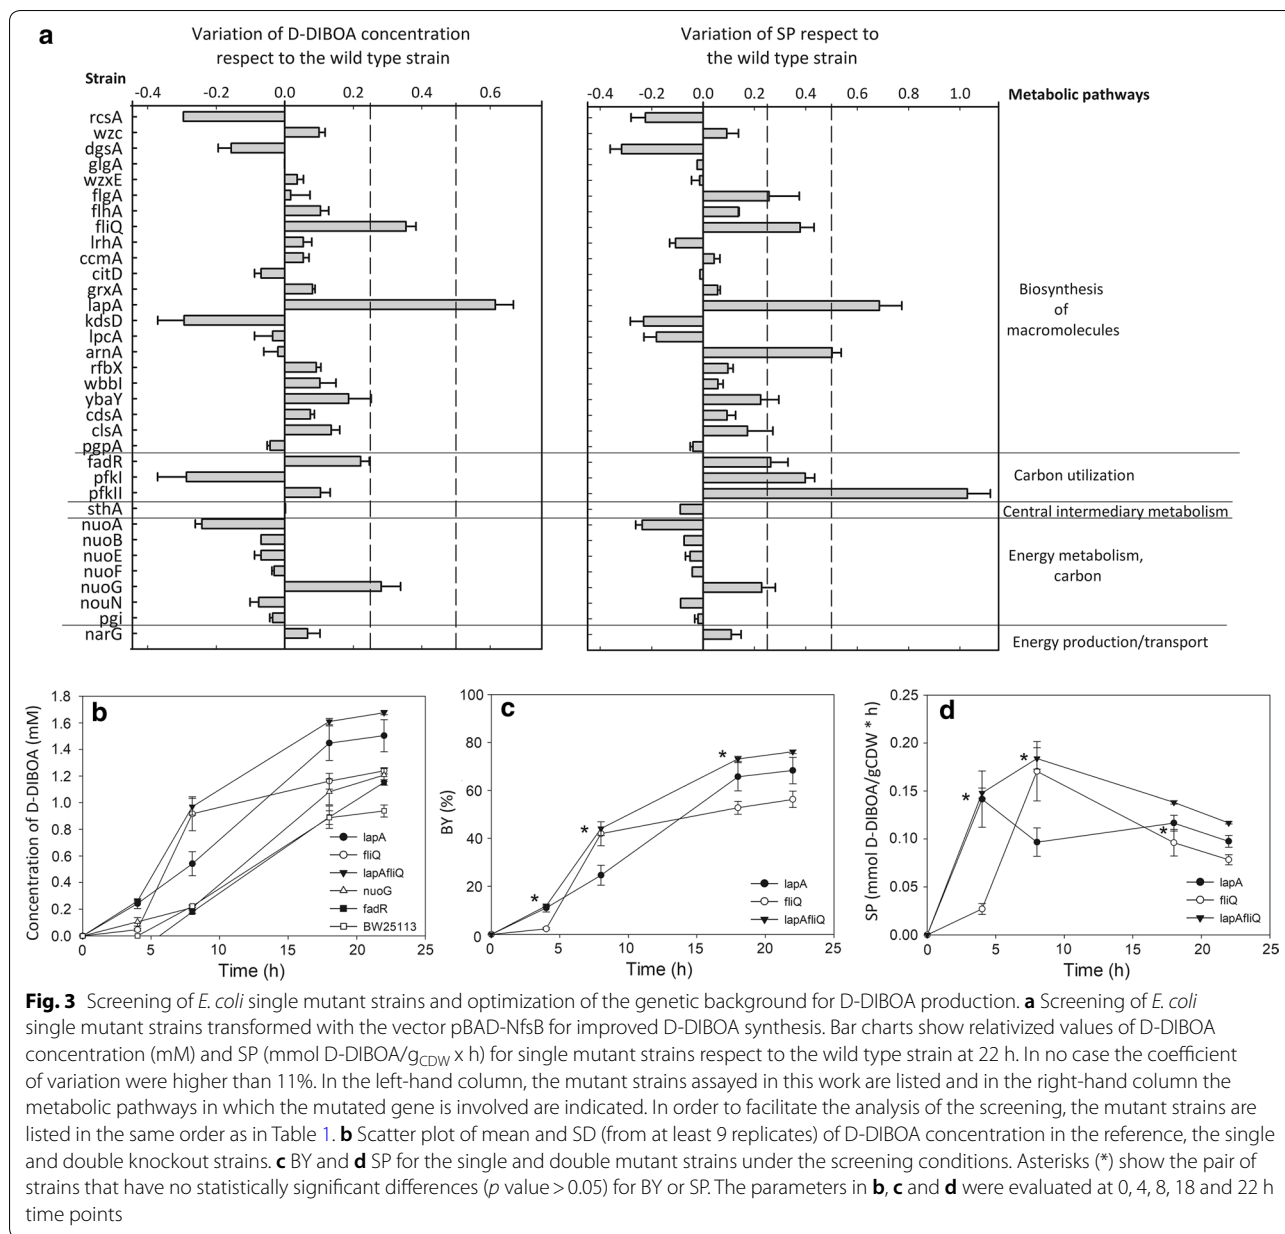 a
Variation of D-DIBOA concentration
respect to the wild type strain
Variation of SP respect to
the wild type strain
Strain
-0.4 -0.2 0.0 0.2 0.4 0.6
-0.4 -0.2 0.0 0.2 0.4 0.6 0.8 1.0
Metabolic pathways
rcsA
wzc
dgsA
glgA
wzxE
flgA
flhA
fliQ
lrhA
ccmA
citD
grxA
lapA
kdsD
lpcA
arnA
rfbX
wbbI
ybaY
cdsA
clsA
pgpA
fadR
pfkI
pfkII
sthA
nuoA
nuoB
nuoE
nuoF
nuoG
nouN
pgi
narG
Biosynthesis
of
macromolecules
Carbon utilization
Central intermediary metabolism
Energy metabolism,
carbon
Energy production/transport
b
Concentration of D-DIBOA (mM)
1.8
1.6
1.4
1.2
1.0
0.8
0.6
0.4
0.2
0.0
0 5 10 15 20 25
Time (h)
lapA
fliQ
lapAfliQ
nuoG
fadR
BW25113
c
BY (%)
100
80
60
40
20
0
0 5 10 15 20 25
Time (h)
* * *
lapA
fliQ
lapAfliQ
d
SP (mmol D-DIBOA/gCDW * h)
0.25
0.20
0.15
0.10
0.05
0.00
0 5 10 15 20 25
Time (h)
* * *
lapA
fliQ
lapAfliQ
Fig. 3 Screening of E. coli single mutant strains and optimization of the genetic background for D-DIBOA production. a Screening of E. coli
single mutant strains transformed with the vector pBAD-NfsB for improved D-DIBOA synthesis. Bar charts show relativized values of D-DIBOA
concentration (mM) and SP (mmol D-DIBOA/gCDW x h) for single mutant strains respect to the wild type strain at 22 h. In no case the coefficient
of variation were higher than 11%. In the left-hand column, the mutant strains assayed in this work are listed and in the right-hand column the
metabolic pathways in which the mutated gene is involved are indicated. In order to facilitate the analysis of the screening, the mutant strains are
listed in the same order as in Table 1. b Scatter plot of mean and SD (from at least 9 replicates) of D-DIBOA concentration in the reference, the single
and double knockout strains. c BY and d SP for the single and double mutant strains under the screening conditions. Asterisks (*) show the pair of
strains that have no statistically significant differences (p value > 0.05) for BY or SP. The parameters in b, c and d were evaluated at 0, 4, 8, 18 and 22 h
time points